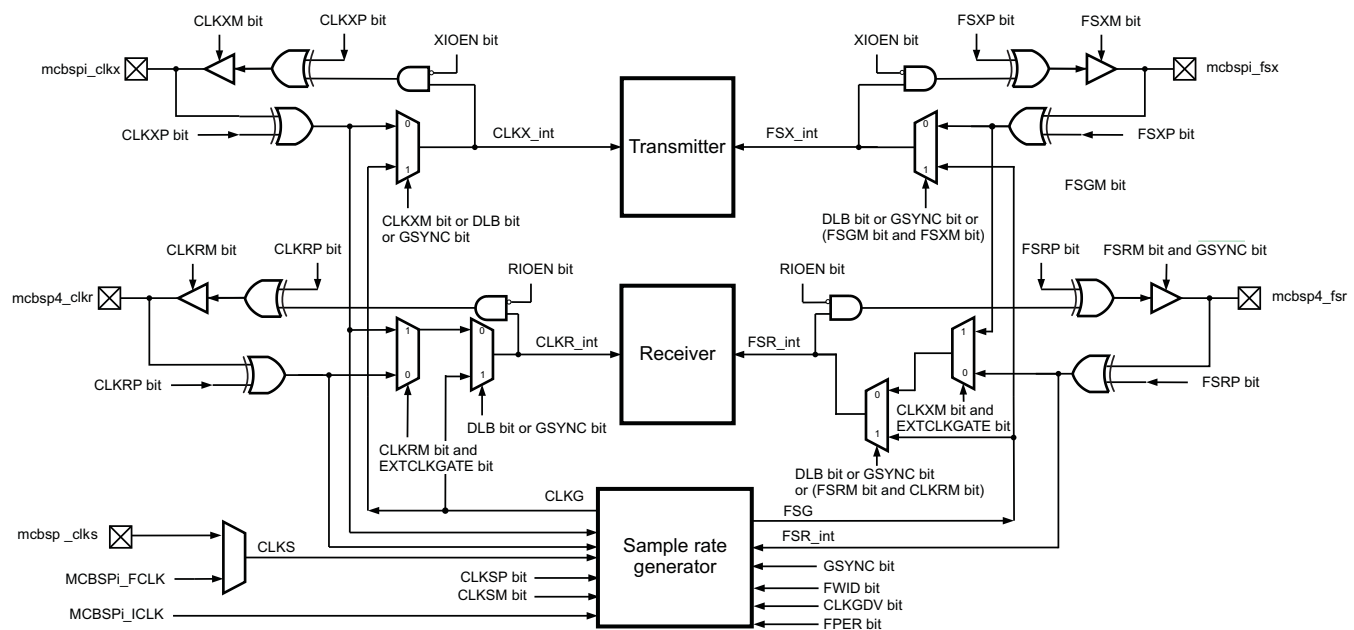 CLKXM bit
CLKXP bit
XIOEN bit
mcbspi_clkx
CLKXP bit
0
1
CLKX_int
CLKXM bit or DLB bit
or GSYNC bit
Transmitter
FSXP bit
FSXM bit
XIOEN bit
mcbspi_fsx
FSX_int
0
1
FSXP bit
FSGM bit
DLB bit or GSYNC bit or
(FSGM bit and FSXM bit)
CLKRM bit
CLKRP bit
RIOEN bit
mcbsp4_clkr
CLKRP bit
1
0
0
1
CLKR_int
DLB bit or GSYNC bit
CLKRM bit and
EXTCLKGATE bit
Receiver
FSRP bit
FSRM bit and GSYNC bit
RIOEN bit
mcbsp4_fsr
FSR_int
1
0
0
1
FSRP bit
CLKXM bit and
EXTCLKGATE bit
DLB bit or GSYNC bit
or (FSRM bit and CLKRM bit)
CLKG
FSG
mcbsp _clks
CLKS
MCBSPi_FCLK
CLKSP bit
CLKSM bit
MCBSPi_ICLK
Sample rate
generator
FSR_int
GSYNC bit
FWID bit
CLKGDV bit
FPER bit